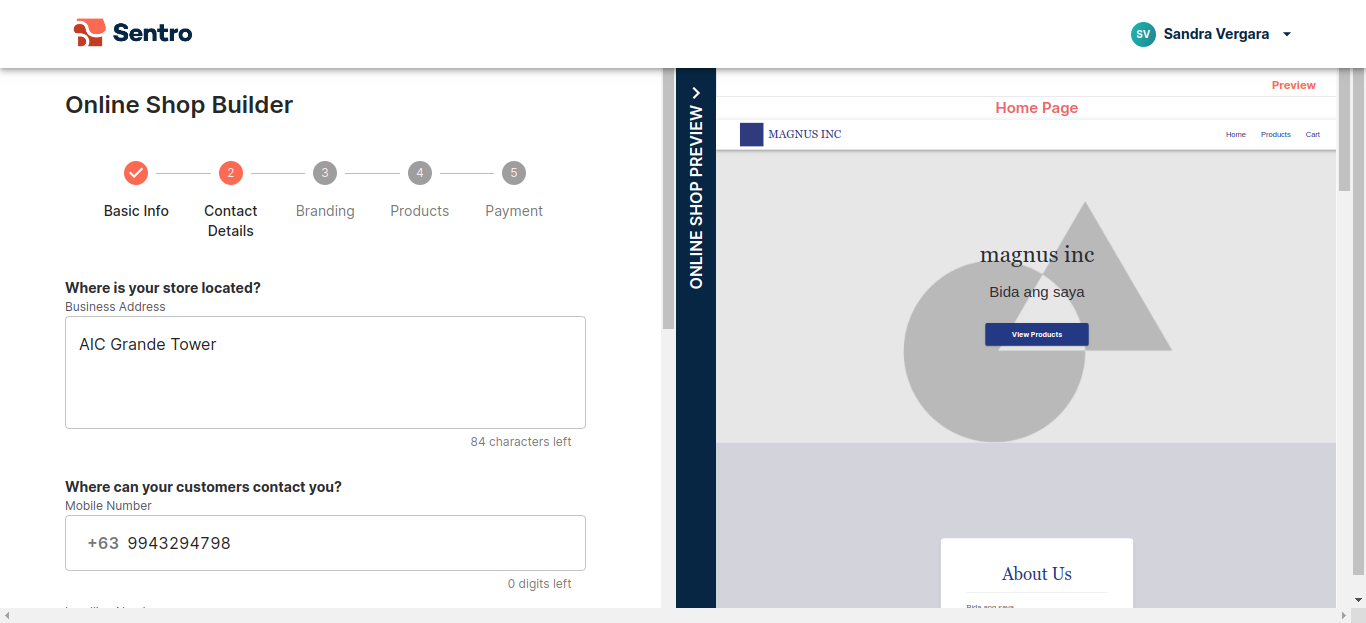 Sentro
SV Sandra Vergara
Online Shop Builder
2 3 4 5
Basic Info Contact Details Branding Products Payment
Where is your store located?
Business Address
AIC Grande Tower
84 characters left
Where can your customers contact you?
Mobile Number
+63 9943294798
0 digits left
ONLINE SHOP PREVIEW
Preview
Home Page
MAGNUS INC Home Products Cart
magnus inc
Bida ang saya
View Products
About Us
Bida ang saya